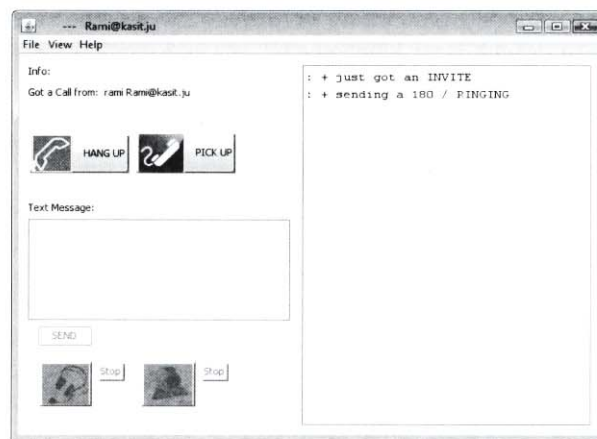 --- Rami@kasit.ju
File View Help
Info:
Got a Call from: rami Rami@kasit.ju
HANG UP
PICK UP
Text Message:
SEND
Stop
Stop
: + just got an INVITE
: + sending a 180 / RINGING